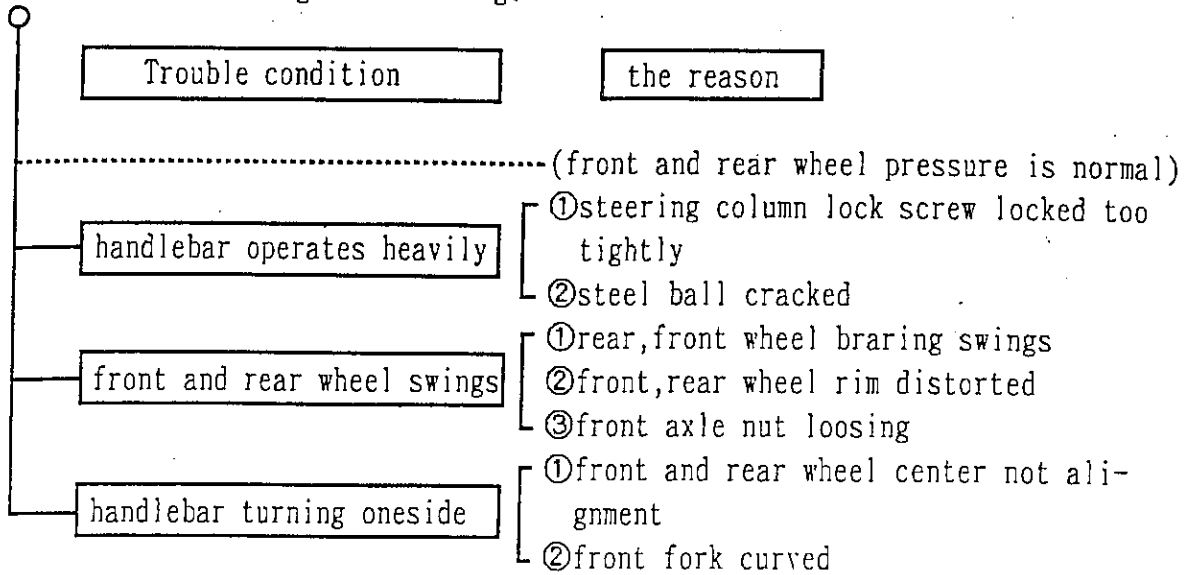 Trouble condition
the reason
(front and rear wheel pressure is normal)
handlebar operates heavily
①steering column lock screw locked too
tightly
②steel ball cracked
front and rear wheel swings
①rear,front wheel braring swings
②front,rear wheel rim distorted
③front axle nut loosing
handlebar turning oneside
①front and rear wheel center not ali-
gnment
②front fork curved